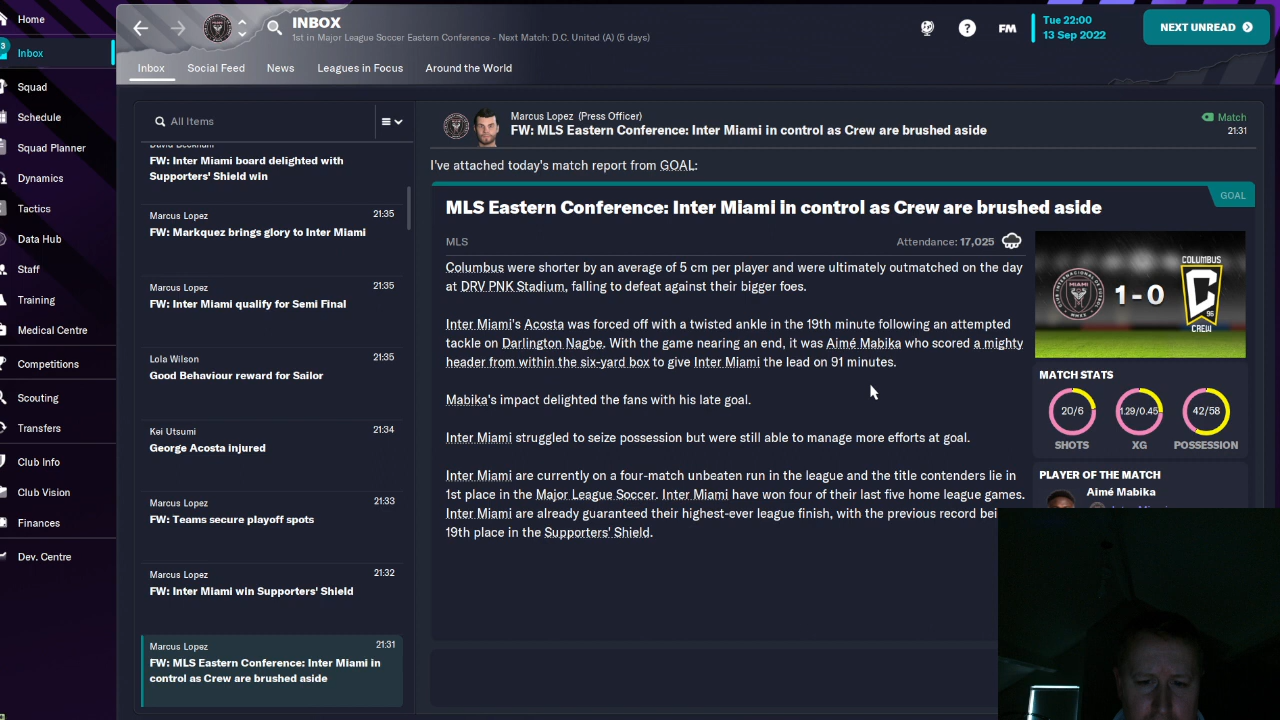 Home
3
Inbox
Squad
Schedule
Squad Planner
Dynamics
Tactics
Data Hub
Staff
Training
Medical Centre
Competitions
Scouting
Transfers
Club Info
Club Vision
Finances
Dev. Centre
INBOX
1st in Major League Soccer Eastern Conference - Next Match: D.C. United (A) (5 days)
?
FM
Tue 22:00
13 Sep 2022
NEXT UNREAD
Inbox
Social Feed
News
Leagues in Focus
Around the World
All Items
David Beckham
FW: Inter Miami board delighted with
Supporters' Shield win
Marcus Lopez
21:35
FW: Markquez brings glory to Inter Miami
Marcus Lopez
21:35
FW: Inter Miami qualify for Semi Final
Lola Wilson
21:35
Good Behaviour reward for Sailor
Kei Utsumi
21:34
George Acosta injured
Marcus Lopez
21:33
FW: Teams secure playoff spots
Marcus Lopez
21:32
FW: Inter Miami win Supporters' Shield
Marcus Lopez
21:31
FW: MLS Eastern Conference: Inter Miami in
control as Crew are brushed aside
Marcus Lopez (Press Officer)
FW: MLS Eastern Conference: Inter Miami in control as Crew are brushed aside
Match
21:31
I've attached today's match report from GOAL:
GOAL
MLS Eastern Conference: Inter Miami in control as Crew are brushed aside
MLS
Attendance: 17,025
Columbus were shorter by an average of 5 cm per player and were ultimately outmatched on the day
at DRV PNK Stadium, falling to defeat against their bigger foes.
Inter Miami's Acosta was forced off with a twisted ankle in the 19th minute following an attempted
tackle on Darlington Nagbe. With the game nearing an end, it was Aimé Mabika who scored a mighty
header from within the six-yard box to give Inter Miami the lead on 91 minutes.
Mabika's impact delighted the fans with his late goal.
Inter Miami struggled to seize possession but were still able to manage more efforts at goal.
Inter Miami are currently on a four-match unbeaten run in the league and the title contenders lie in
1st place in the Major League Soccer. Inter Miami have won four of their last five home league games.
Inter Miami are already guaranteed their highest-ever league finish, with the previous record bei
19th place in the Supporters' Shield.
MIAMI
1-0
COLUMBUS
96
CREW
MATCH STATS
20/6
1.29/0.45
42/58
SHOTS
XG
POSSESSION
PLAYER OF THE MATCH
Aimé Mabika